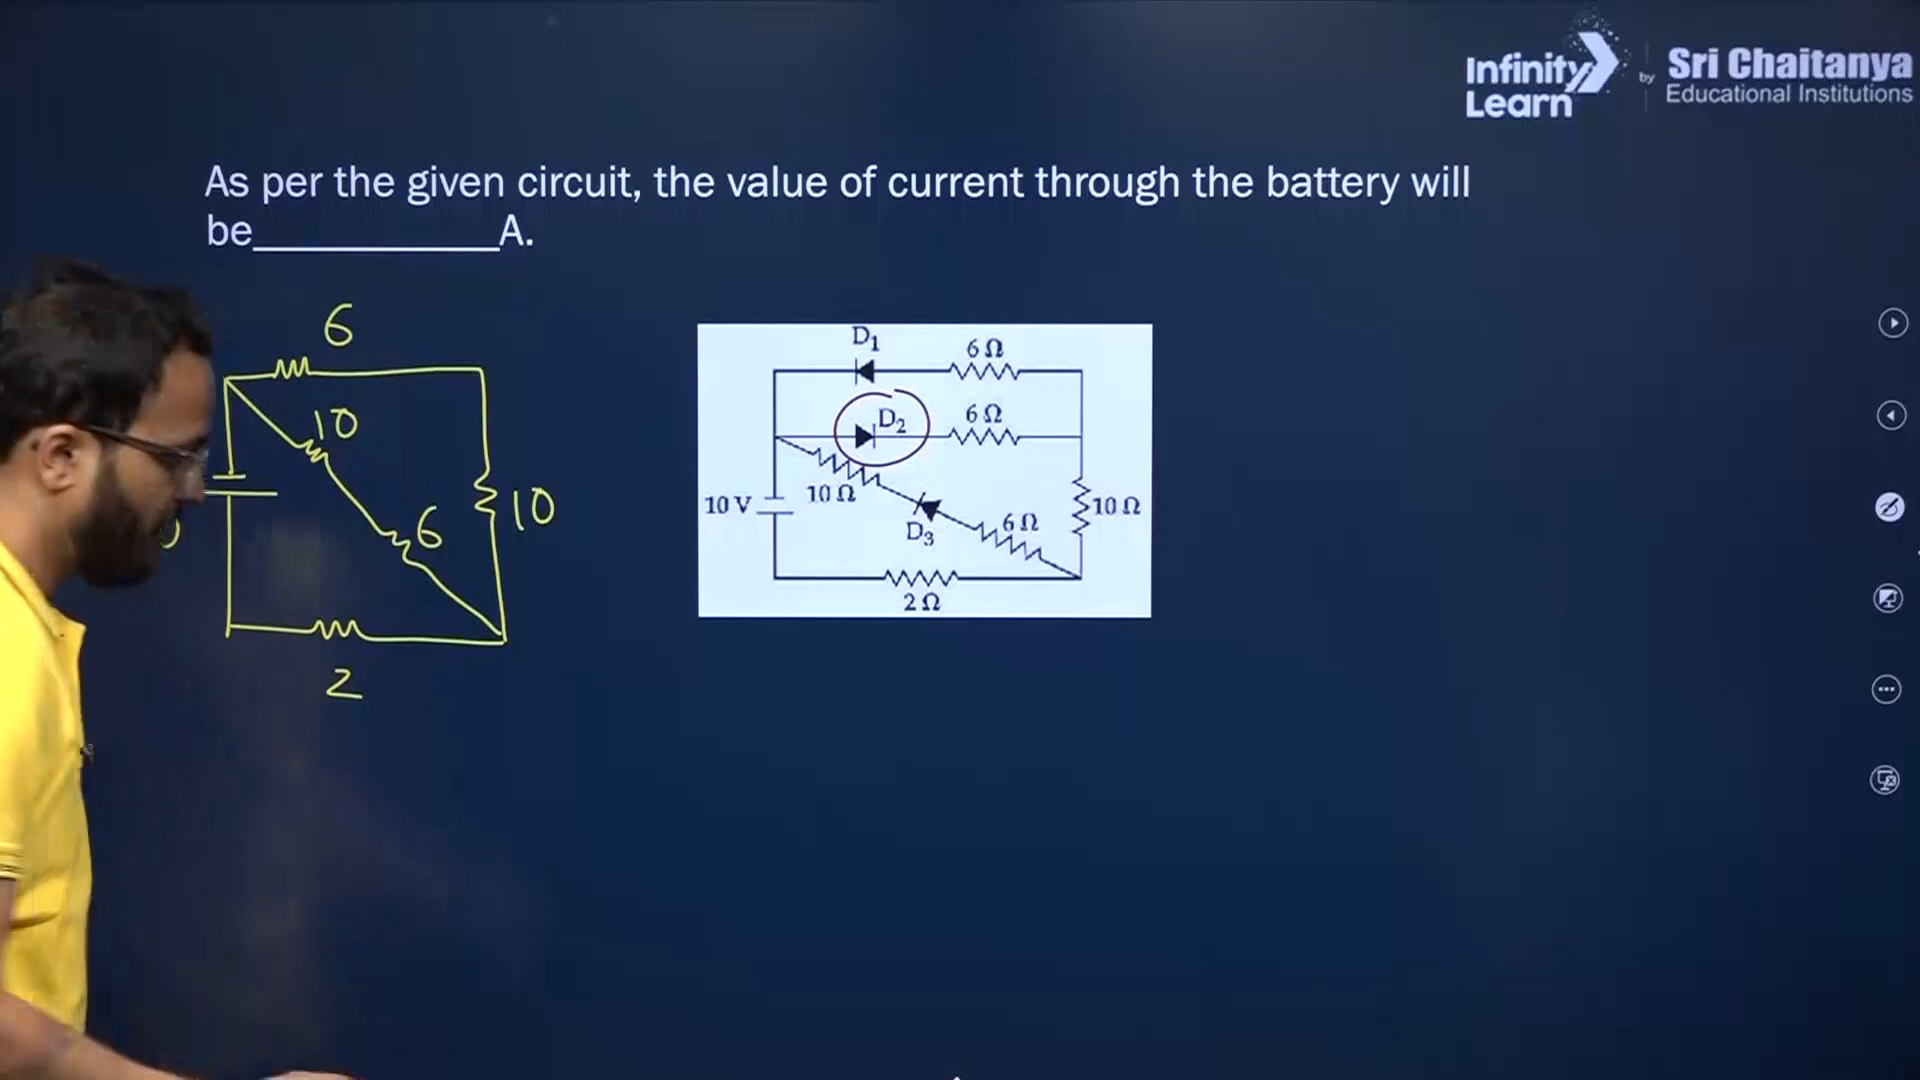 Infinity
Learn
by
Sri Chaitanya
Educational Institutions
As per the given circuit, the value of current through the battery will
be____________A.
6
10
6
10
2
D1
6 Ω
D2
6 Ω
10 V
10 Ω
D3
6 Ω
10 Ω
2 Ω